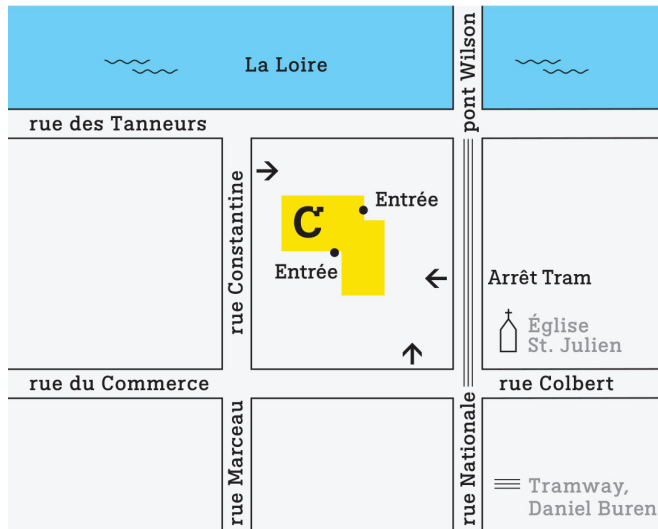 La Loire
pont Wilson
rue des Tanneurs
rue Constantine
Entrée
C
Entrée
Arrêt Tram
Église
St. Julien
rue du Commerce
rue Colbert
rue Marceau
rue Nationale
Tramway,
Daniel Buren